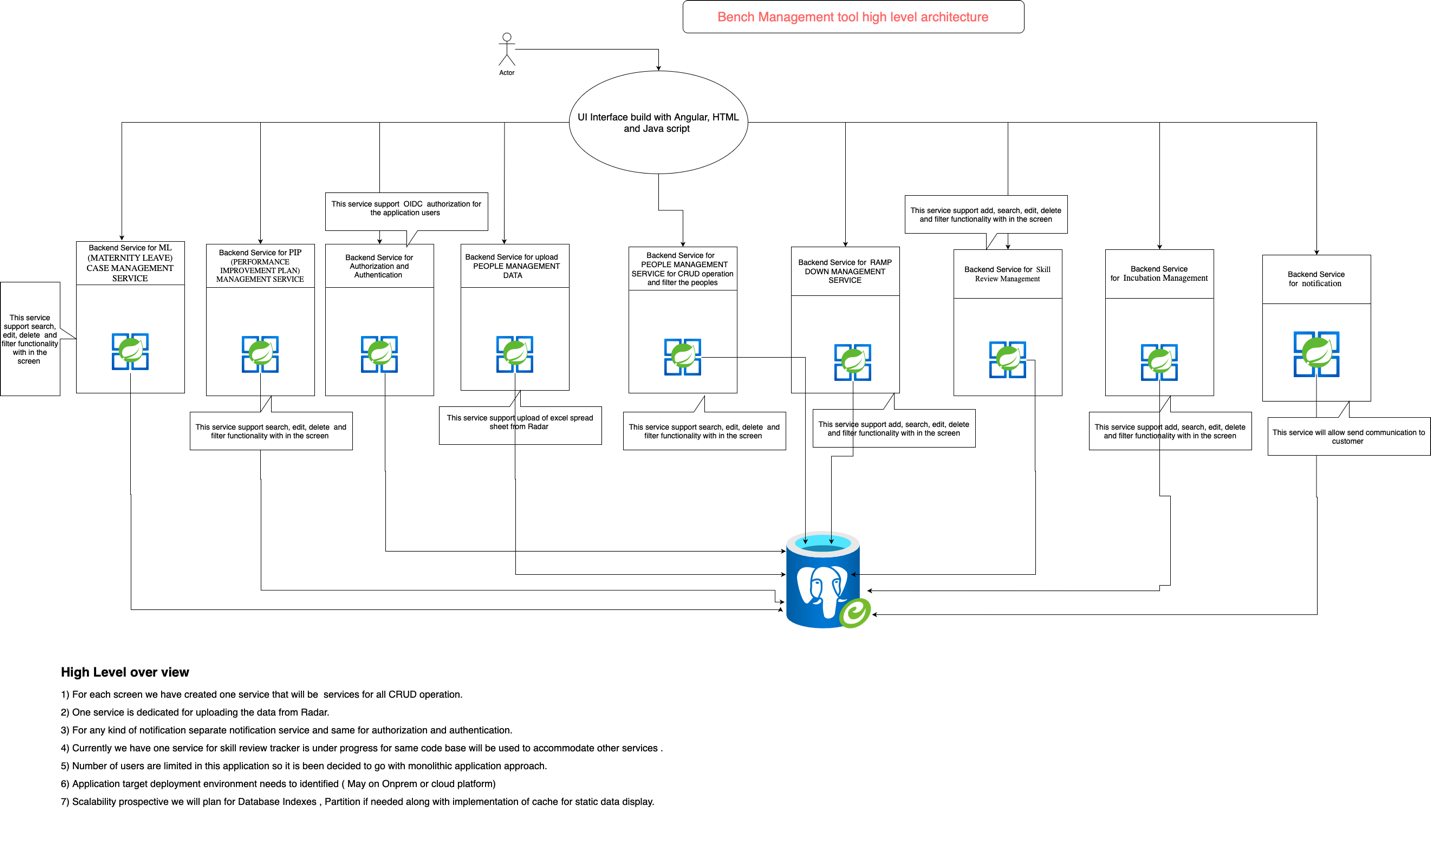 Bench Management tool high level architecture
Actor
UI Interface build with Angular, HTML
and Java script
This service support  OIDC  authorization for
the application users
This service support add, search, edit, delete
and filter functionality with in the screen
Backend Service for ML
(MATERNITY LEAVE)
CASE MANAGEMENT
SERVICE
Backend Service for PIP
(PERFORMANCE
IMPROVEMENT PLAN)
MANAGEMENT SERVICE
Backend Service for
Authorization and
Authentication
Backend Service for upload
PEOPLE MANAGEMENT
DATA
Backend Service for
PEOPLE MANAGEMENT
SERVICE for CRUD operation
and filter the peoples
Backend Service for  RAMP
DOWN MANAGEMENT
SERVICE
Backend Service for  Skill
Review Management
Backend Service
for  Incubation Management
Backend Service
for  notification
This service
support search,
edit, delete  and
filter functionality
with in the
screen
This service support search, edit, delete  and
filter functionality with in the screen
This service support upload of excel spread
sheet from Radar
This service support search, edit, delete  and
filter functionality with in the screen
This service support add, search, edit, delete
and filter functionality with in the screen
This service support add, search, edit, delete
and filter functionality with in the screen
This service will allow send communication to
customer
High Level over view
1) For each screen we have created one service that will be  services for all CRUD operation.
2) One service is dedicated for uploading the data from Radar.
3) For any kind of notification separate notification service and same for authorization and authentication.
4) Currently we have one service for skill review tracker is under progress for same code base will be used to accommodate other services .
5) Number of users are limited in this application so it is been decided to go with monolithic application approach.
6) Application target deployment environment needs to identified ( May on Onprem or cloud platform)
7) Scalability prospective we will plan for Database Indexes , Partition if needed along with implementation of cache for static data display.